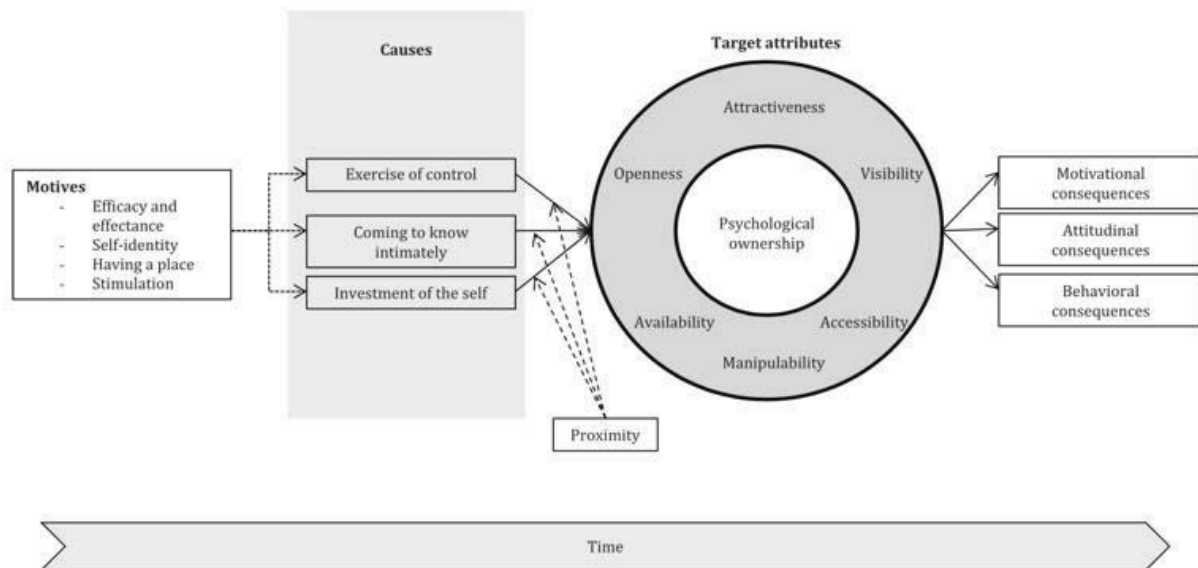 Causes
Target attributes
Attractiveness
Openness
Visibility
Exercise of control
Motives
- Efficacy and
effectance
- Self-identity
- Having a place
- Stimulation
Coming to know
intimately
Investment of the self
Psychological
ownership
Motivational
consequences
Attitudinal
consequences
Behavioral
consequences
Availability
Accessibility
Manipulability
Proximity
Time